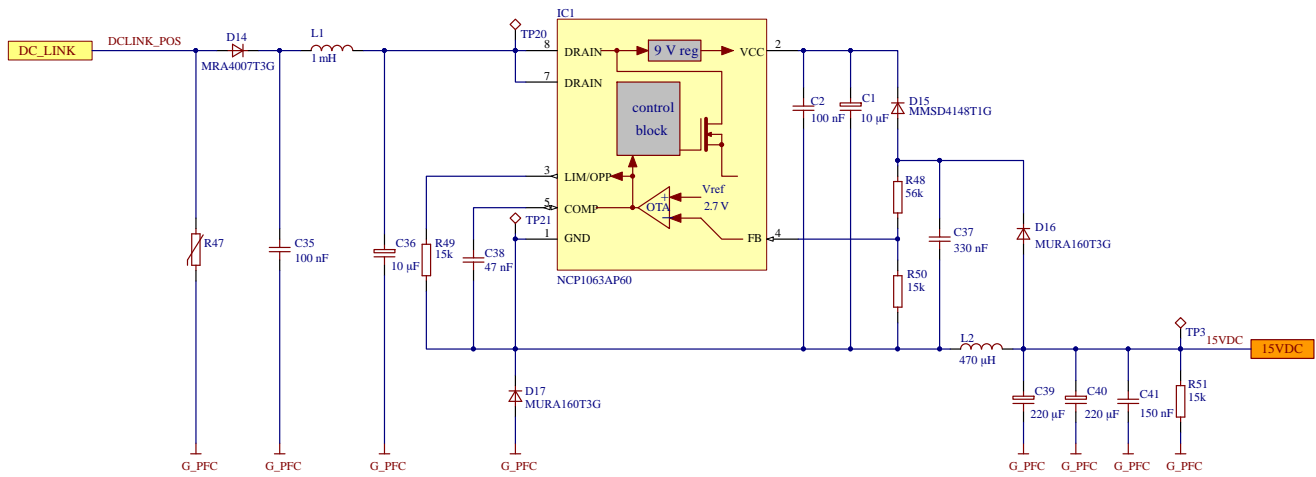 IC1
TP20
DC_LINK
DCLINK_POS
D14
MRA4007T3G
L1
1 mH
8
DRAIN
9 V reg
VCC
2
7
DRAIN
control
block
C2
100 nF
C1
10 µF
D15
MMSD4148T1G
3
LIM/OPP
R48
56k
5
COMP
OTA
Vref
2.7 V
TP21
1
GND
FB
4
R47
C35
100 nF
C36
10 µF
R49
15k
C38
47 nF
C37
330 nF
D16
MURA160T3G
NCP1063AP60
R50
15k
L2
470 µH
TP3
15VDC
15VDC
D17
MURA160T3G
C39
220 µF
C40
220 µF
C41
150 nF
R51
15k
G_PFC
G_PFC
G_PFC
G_PFC
G_PFC
G_PFC
G_PFC
G_PFC